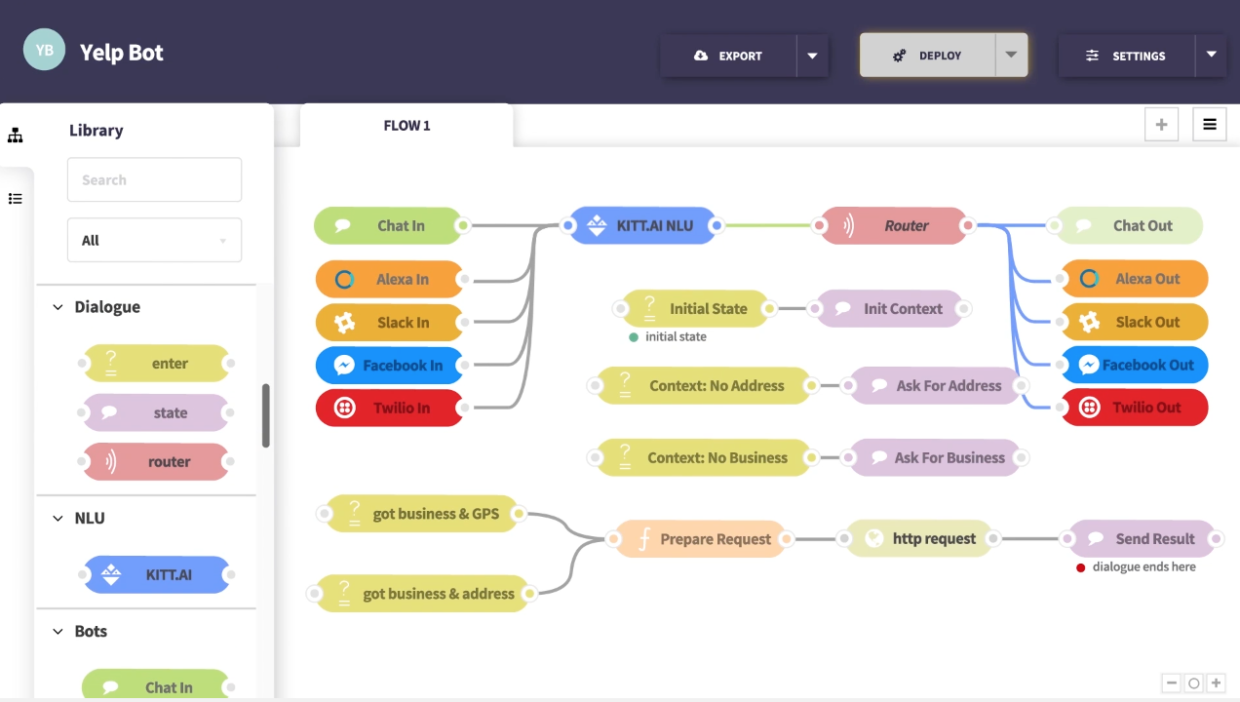 YB
Yelp Bot
EXPORT
DEPLOY
SETTINGS
Library
Search
All
Dialogue
enter
state
router
NLU
KITT.AI
Bots
Chat In
FLOW 1
Chat In
KITT.AI NLU
Router
Chat Out
Alexa In
Alexa Out
Initial State
Init Context
initial state
Slack In
Slack Out
Facebook In
Facebook Out
Context: No Address
Ask For Address
Twilio In
Twilio Out
Context: No Business
Ask For Business
got business & GPS
Prepare Request
http request
Send Result
dialogue ends here
got business & address